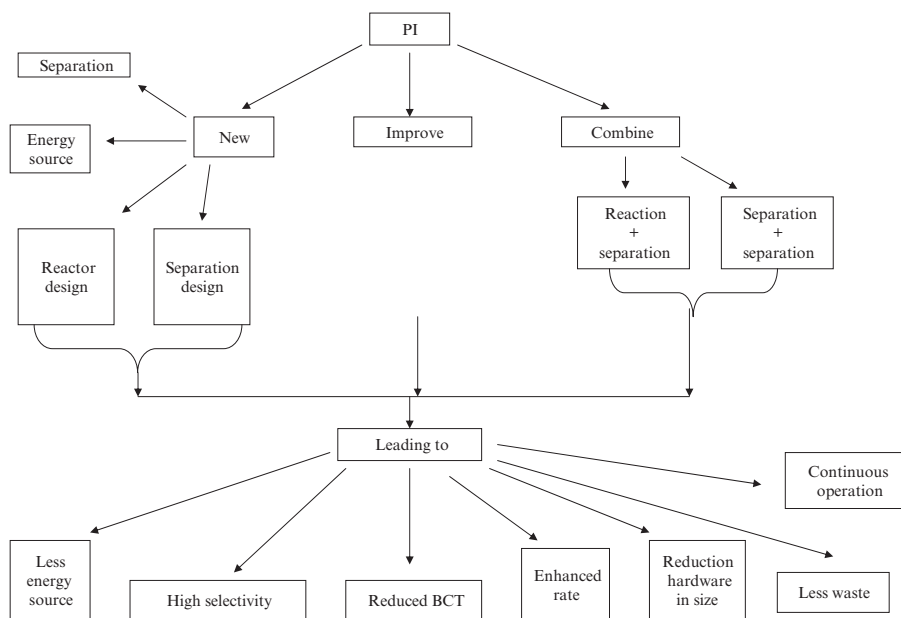 PI
Separation
Energy
source
New
Improve
Combine
Reactor
design
Separation
design
Reaction
+
separation
Separation
+
separation
Leading to
Continuous
operation
Less
energy
source
High selectivity
Reduced BCT
Enhanced
rate
Reduction
hardware
in size
Less waste